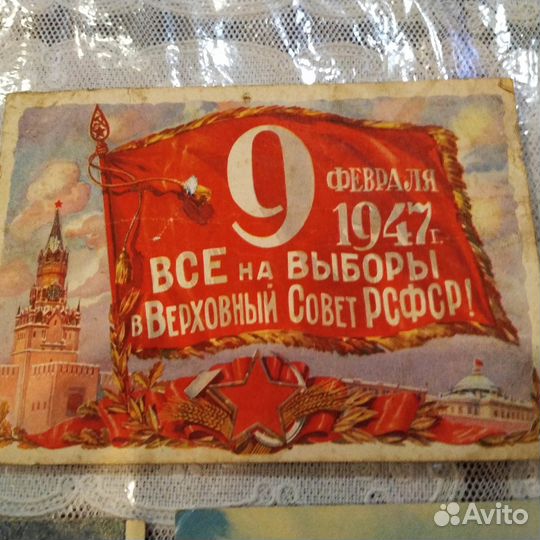 9
ФЕВРАЛЯ
1947 г.
ВСЕ НА ВЫБОРЫ
В ВЕРХОВНЫЙ СОВЕТ РСФСР!
Avito